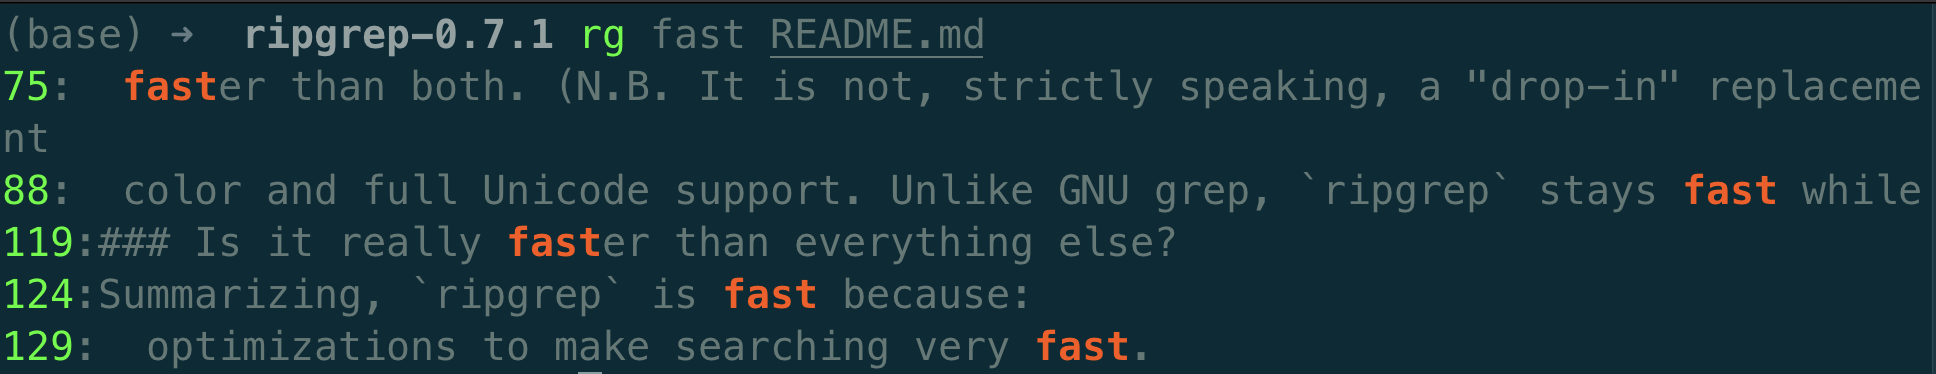 (base) ➜  ripgrep-0.7.1 rg fast README.md
75:  faster than both. (N.B. It is not, strictly speaking, a "drop-in" replaceme
nt
88:  color and full Unicode support. Unlike GNU grep, `ripgrep` stays fast while
119:### Is it really faster than everything else?
124:Summarizing, `ripgrep` is fast because:
129:  optimizations to make searching very fast.